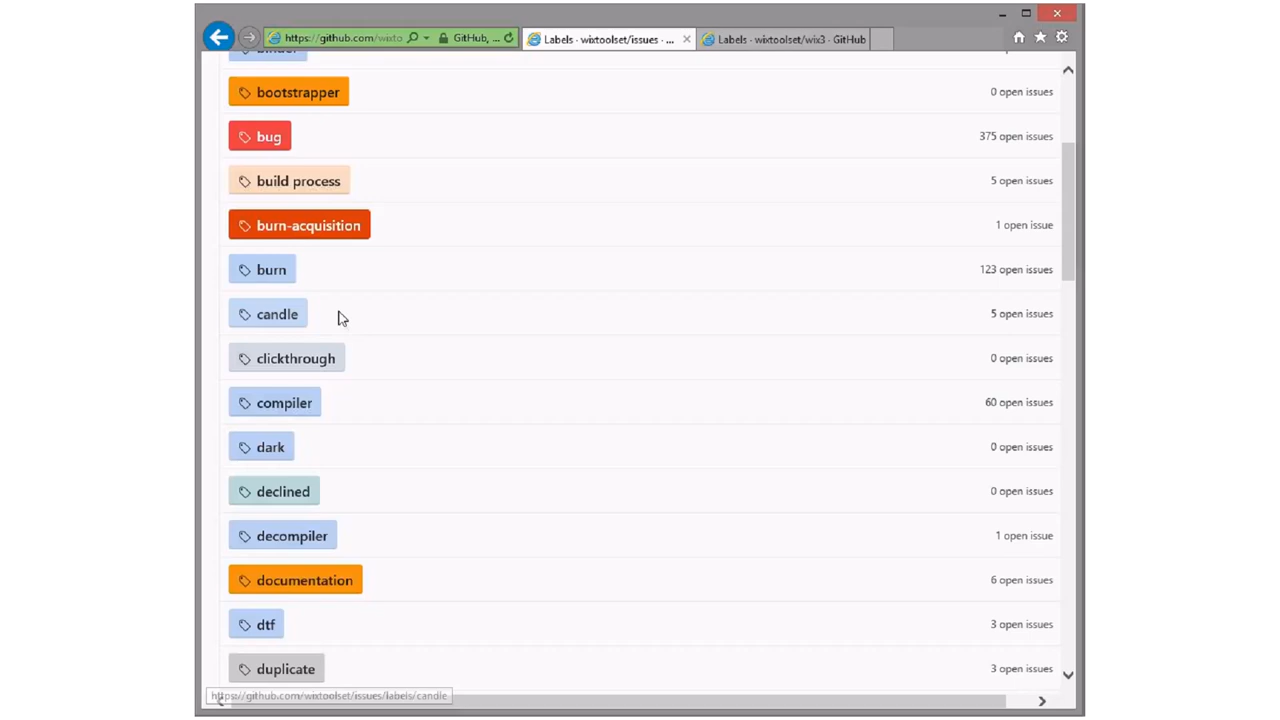 https://github.com/wixto
GitHub, ...
Labels · wixtoolset/issues · ...
Labels · wixtoolset/wix3 · GitHub
binder
bootstrapper 0 open issues
bug 375 open issues
build process 5 open issues
burn-acquisition 1 open issue
burn 123 open issues
candle 5 open issues
clickthrough 0 open issues
compiler 60 open issues
dark 0 open issues
declined 0 open issues
decompiler 1 open issue
documentation 6 open issues
dtf 3 open issues
duplicate 3 open issues
https://github.com/wixtoolset/issues/labels/candle